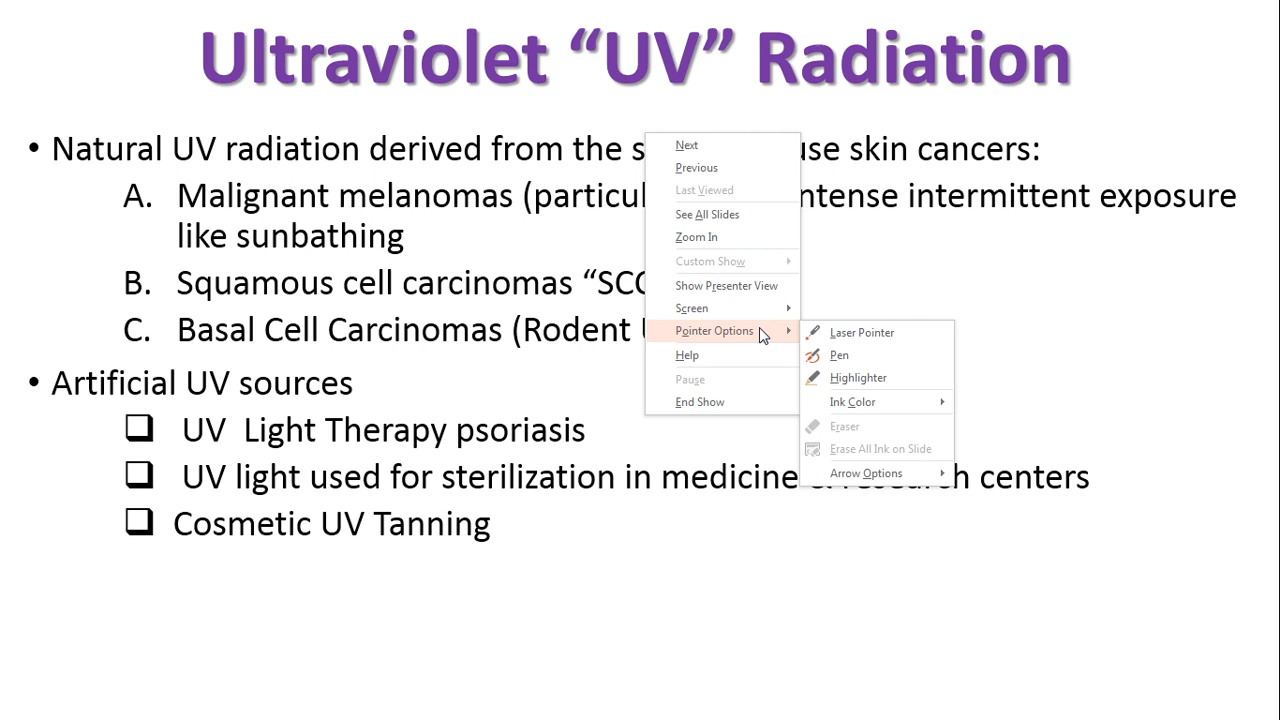 Ultraviolet “UV” Radiation
• Natural UV radiation derived from the s use skin cancers:
A. Malignant melanomas (particul ntense intermittent exposure
like sunbathing
B. Squamous cell carcinomas “SCC
C. Basal Cell Carcinomas (Rodent
• Artificial UV sources
❑ UV Light Therapy psoriasis
❑ UV light used for sterilization in medicine & research centers
❑ Cosmetic UV Tanning
Next
Previous
Last Viewed
See All Slides
Zoom In
Custom Show
Show Presenter View
Screen
Pointer Options
Help
Pause
End Show
Laser Pointer
Pen
Highlighter
Ink Color
Eraser
Erase All Ink on Slide
Arrow Options